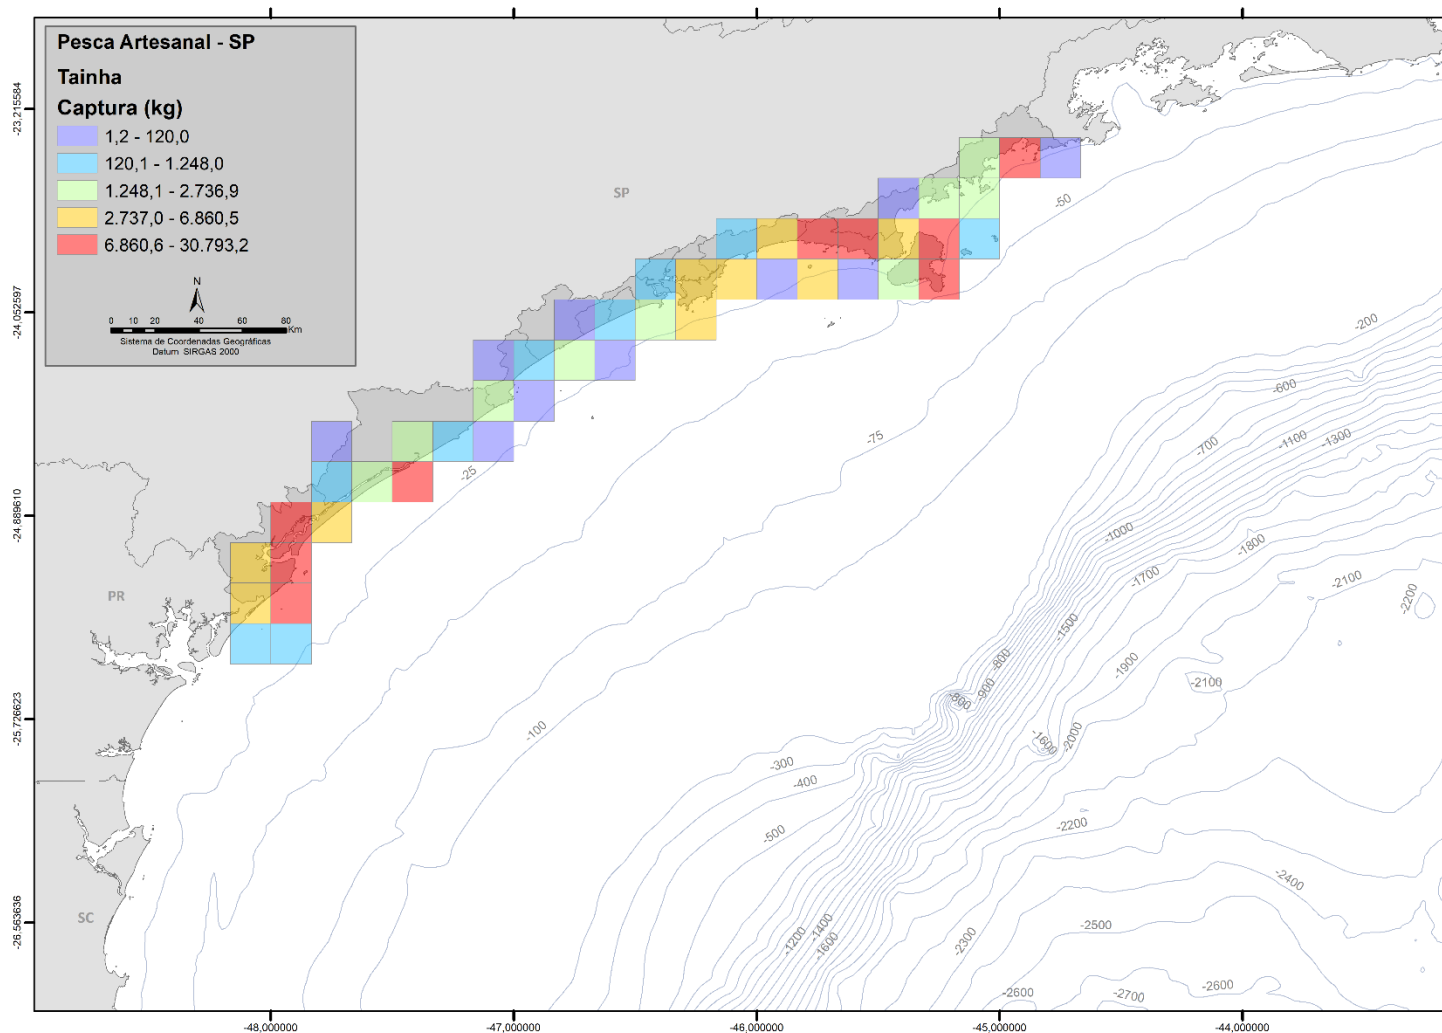 Pesca Artesanal - SP
Tainha
Captura (kg)
1,2 - 120,0
120,1 - 1.248,0
1.248,1 - 2.736,9
2.737,0 - 6.860,5
6.860,6 - 30.793,2
N
0 10 20 40 60 80
Km
Sistema de Coordenadas Geográficas
Datum SIRGAS 2000
SP
PR
SC
-23,215584
-24,052597
-24,889610
-25,726623
-26,563636
-50
-25
-75
-100
-200
-600
-700
-1100
-1300
-1000
-1800
-1700
-2100
-2200
-1500
-800
-900
-800
-1900
-2100
-2000
-1600
-300
-400
-500
-2200
-2400
-2500
-2300
-1200
-1400
-1600
-2600
-2700
-2600
-48,000000
-47,000000
-46,000000
-45,000000
-44,000000